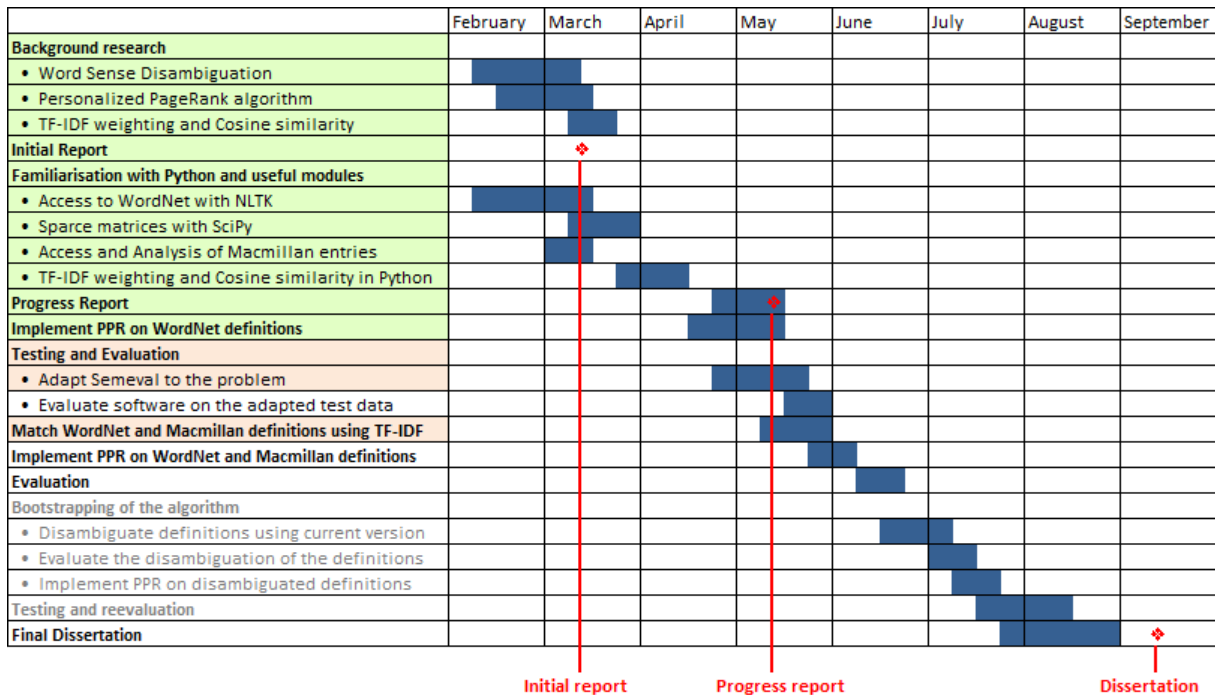 February March April May June July August September
Background research
• Word Sense Disambiguation
• Personalized PageRank algorithm
• TF-IDF weighting and Cosine similarity
Initial Report
Familiarisation with Python and useful modules
• Access to WordNet with NLTK
• Sparce matrices with SciPy
• Access and Analysis of Macmillan entries
• TF-IDF weighting and Cosine similarity in Python
Progress Report
Implement PPR on WordNet definitions
Testing and Evaluation
• Adapt Semeval to the problem
• Evaluate software on the adapted test data
Match WordNet and Macmillan definitions using TF-IDF
Implement PPR on WordNet and Macmillan definitions
Evaluation
Bootstrapping of the algorithm
• Disambiguate definitions using current version
• Evaluate the disambiguation of the definitions
• Implement PPR on disambiguated definitions
Testing and reevaluation
Final Dissertation
Initial report Progress report Dissertation